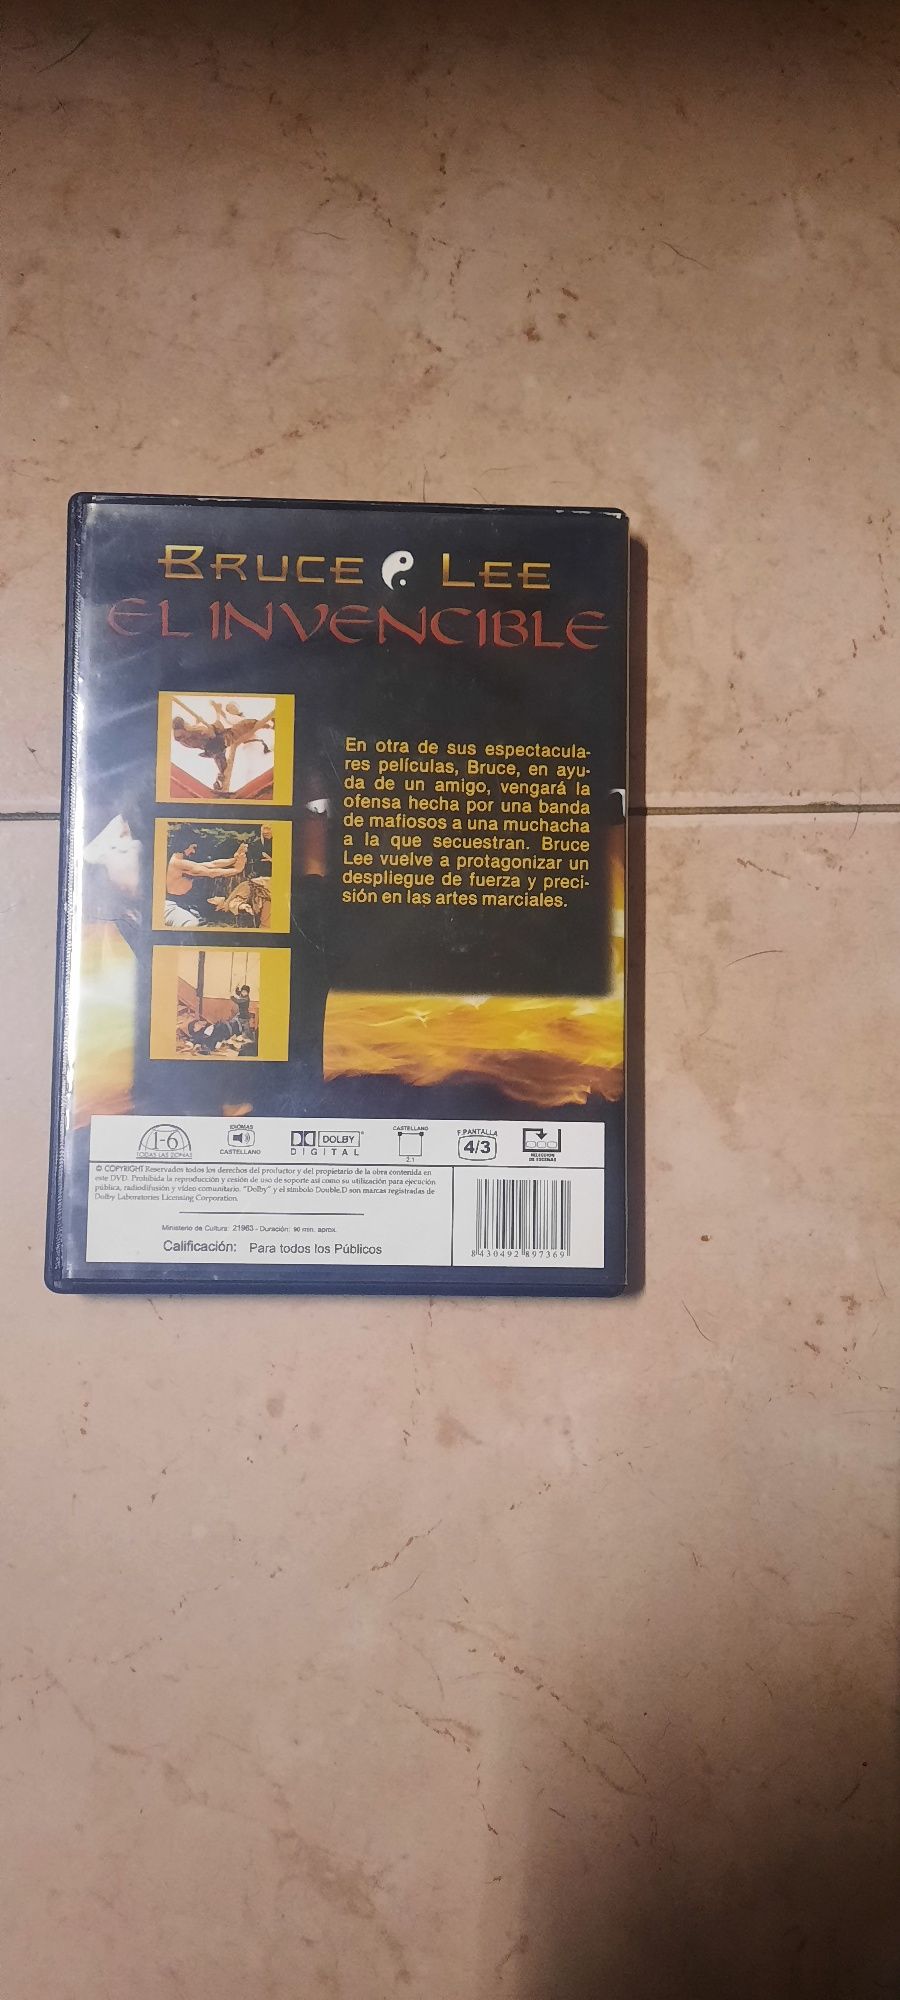 BRUCE LEE
EL INVENCIBLE
En otra de sus espectacula-
res películas, Bruce, en ayu-
da de un amigo, vengará la
ofensa hecha por una banda
de mafiosos a una muchacha
a la que secuestran. Bruce
Lee vuelve a protagonizar un
despliegue de fuerza y preci-
sión en las artes marciales.
1-6
TODAS LAS ZONAS
IDIOMAS
CASTELLANO
DOLBY
DIGITAL
CASTELLANO
2.1
F. PANTALLA
4/3
SELECCION
DE ESCENAS
© COPYRIGHT Reservados todos los derechos del productor y del propietario de la obra contenida en
este DVD. Prohibida la reproducción y cesión de uso de soporte así como su utilización para ejecución
pública, radiodifusión y vídeo comunitario. "Dolby" y el símbolo Double.D son marcas registradas de
Dolby Laboratories Licensing Corporation.
Ministerio de Cultura: 21963 - Duración: 90 min. aprox.
Calificación: Para todos los Públicos
8 430492 897369